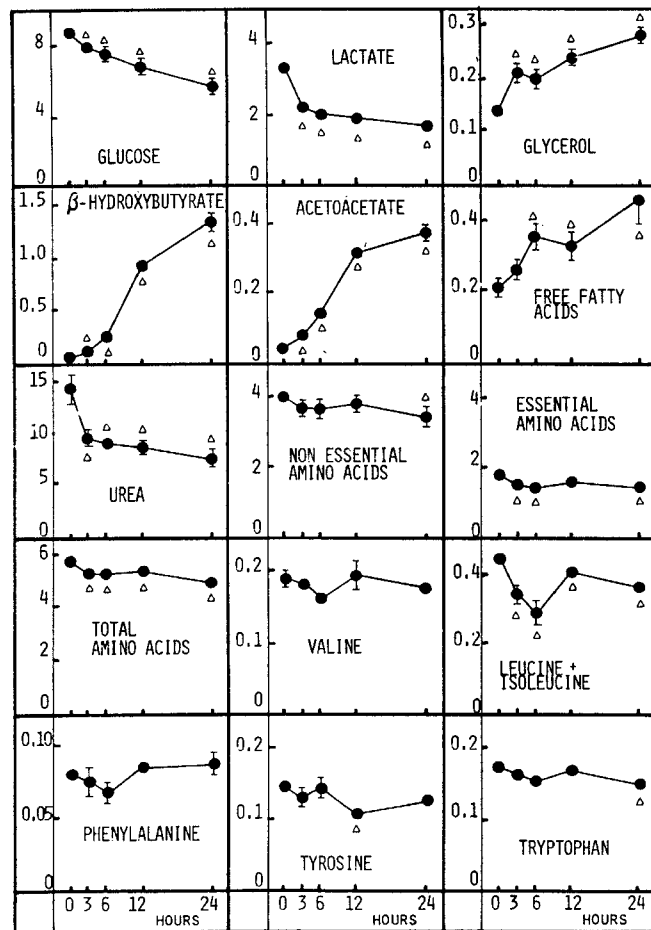 8
4
0
GLUCOSE
4
2
0
LACTATE
0.3
0.2
0.1
0
GLYCEROL
1.5
1.0
0.5
0
β-HYDROXYBUTYRATE
0.4
0.2
0
ACETOACETATE
0.4
0.2
0
FREE FATTY
ACIDS
15
10
5
0
UREA
4
2
0
NON ESSENTIAL
AMINO ACIDS
4
2
0
ESSENTIAL
AMINO ACIDS
6
4
2
0
TOTAL
AMINO ACIDS
0.2
0.1
0
VALINE
0.4
0.2
0
LEUCINE +
ISOLEUCINE
0.10
0.05
0
PHENYLALANINE
0.2
0.1
0
TYROSINE
0.2
0.1
0
TRYPTOPHAN
0 3 6 12 24
HOURS
0 3 6 12 24
HOURS
0 3 6 12 24
HOURS